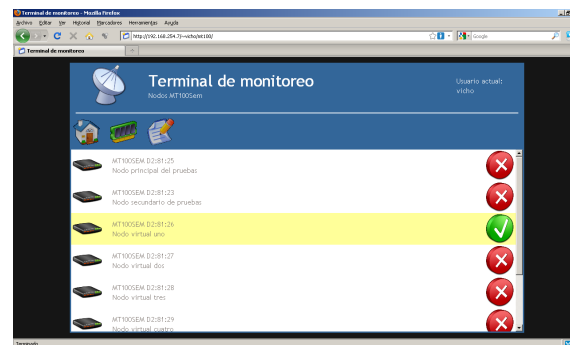 Terminal de monitoreo - Mozilla Firefox
Archivo Editar Ver Historial Marcadores Herramientas Ayuda
http://192.168.254.7/~vicho/mt100/
Google
Terminal de monitoreo
Terminal de monitoreo
Nodos MT100Sem
Usuario actual:
vicho
MT100SEM D2:81:25
Nodo principal del pruebas
MT100SEM D2:81:23
Nodo secundario de pruebas
MT100SEM D2:81:26
Nodo virtual uno
MT100SEM D2:81:27
Nodo virtual dos
MT100SEM D2:81:28
Nodo virtual tres
MT100SEM D2:81:29
Nodo virtual cuatro
Terminado